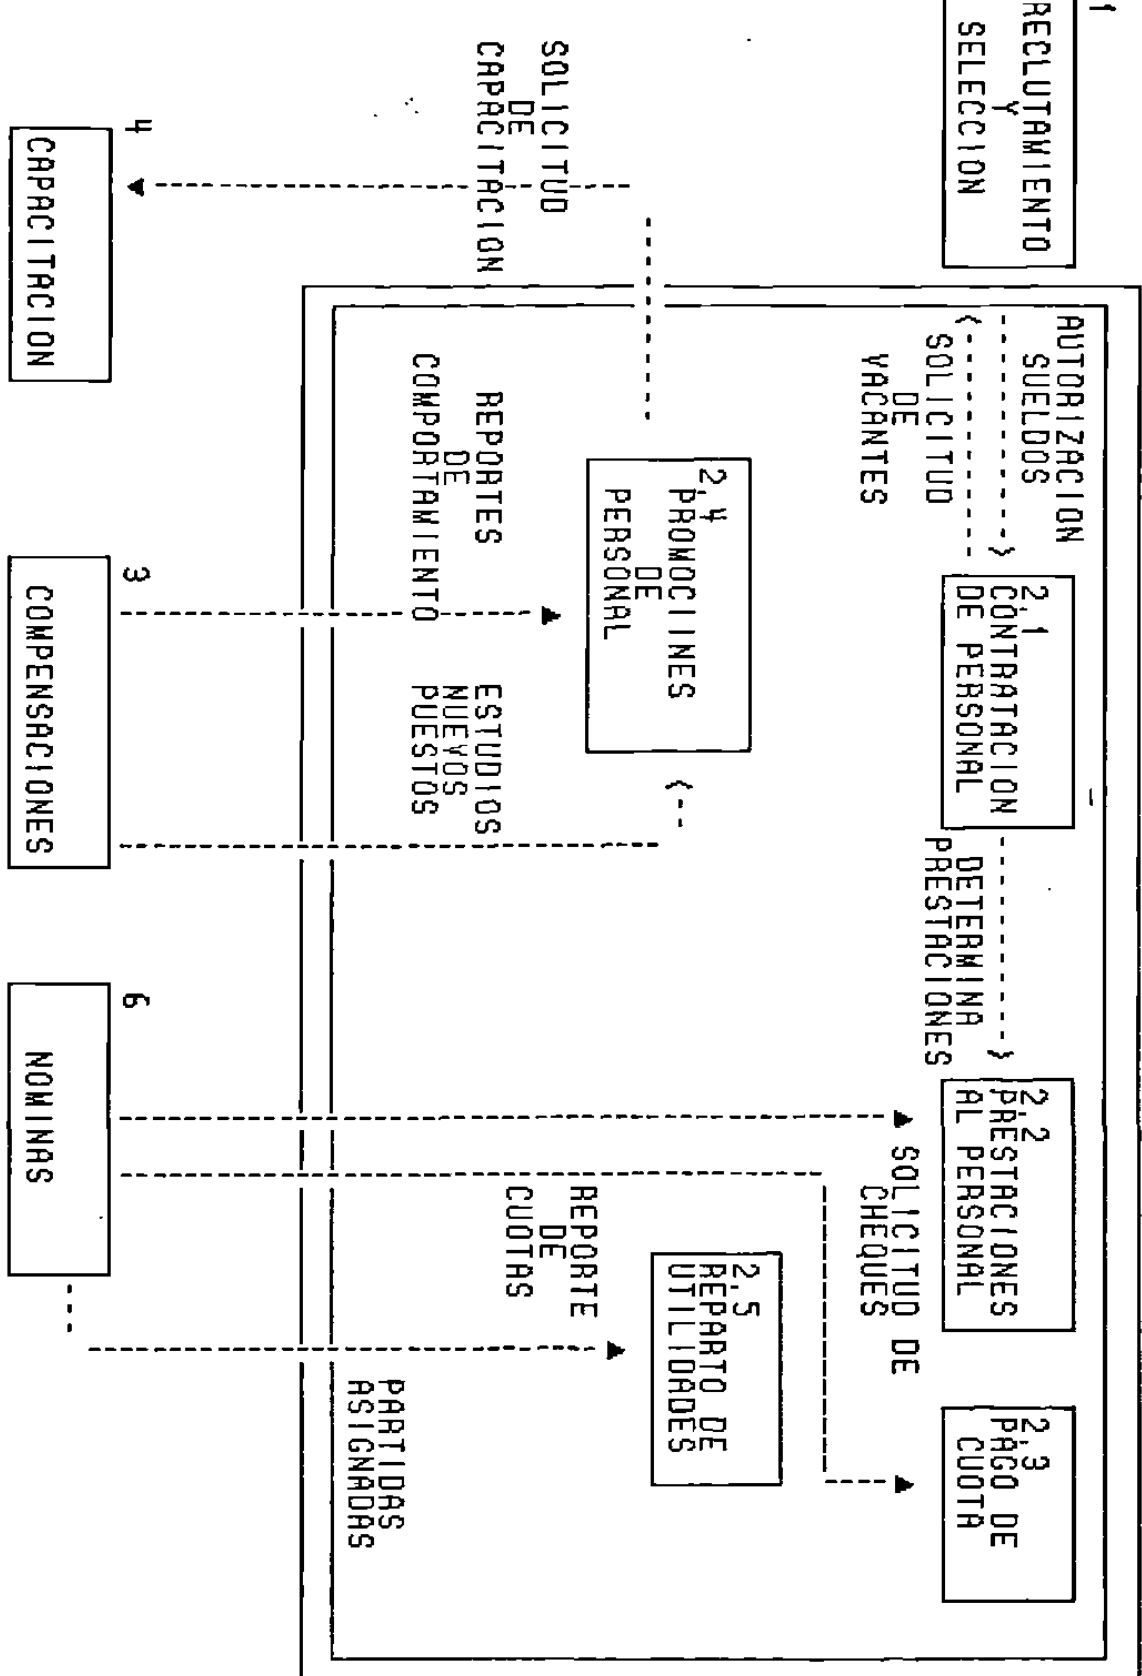 1
RECLUTAMIENTO
Y
SELECCION
AUTORIZACION
SUELDOS
SOLICITUD
DE
VACANTES
2,1
CONTRATACION
DE PERSONAL
DETERMINA
PRESTACIONES
2,2
PRESTACIONES
AL PERSONAL
SOLICITUD DE
CHEQUES
2,3
PAGO DE
CUOTA
2,4
PROMOCIINES
DE
PERSONAL
2,5
REPARTO DE
UTILIDADES
SOLICITUD
DE
CAPACITACION
REPORTES
DE
COMPORTAMIENTO
ESTUDIOS
NUEVOS
PUESTOS
REPORTE
DE
CUOTAS
PARTIDAS
ASIGNADAS
4
CAPACITACION
3
COMPENSACIONES
6
NOMINAS